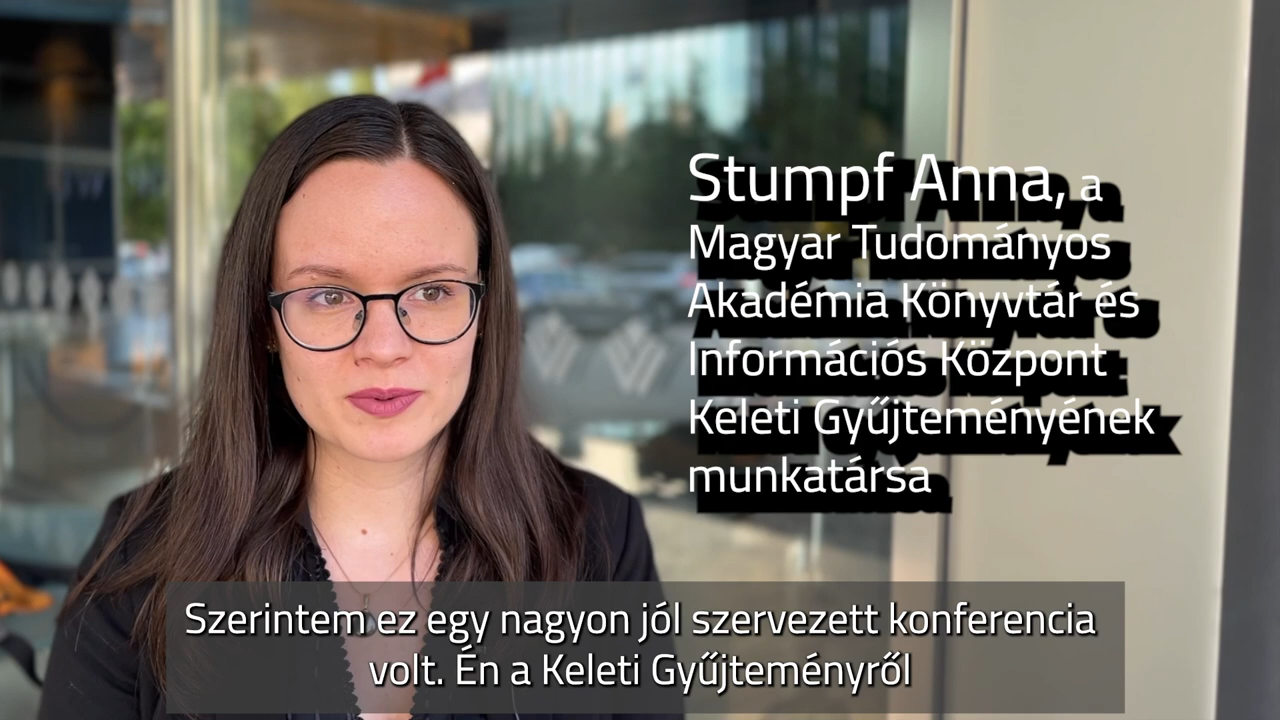 Stumpf Anna, a
Magyar Tudományos
Akadémia Könyvtár és
Információs Központ
Keleti Gyűjteményének
munkatársa
Szerintem ez egy nagyon jól szervezett konferencia
volt. Én a Keleti Gyűjteményről